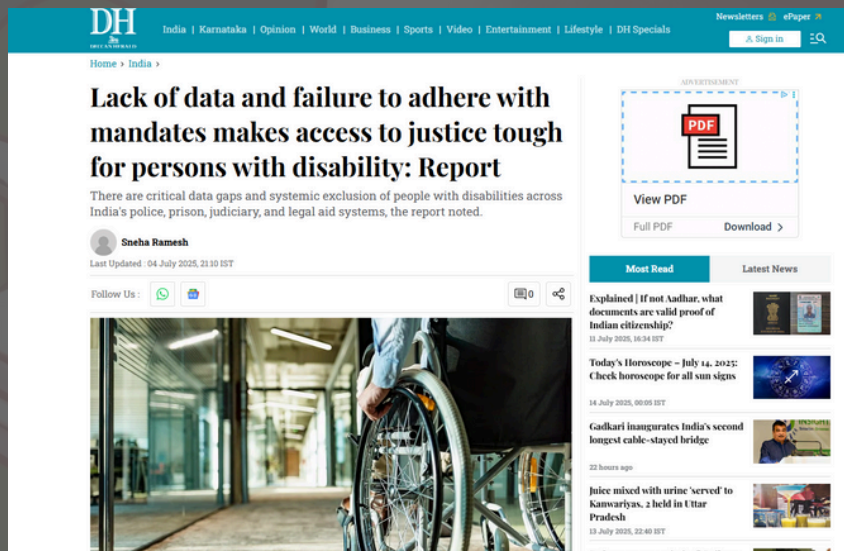 DH
DECCAN HERALD
India | Karnataka | Opinion | World | Business | Sports | Video | Entertainment | Lifestyle | DH Specials
Newsletters ePaper
Sign in
Home › India ›
Lack of data and failure to adhere with
mandates makes access to justice tough
for persons with disability: Report
There are critical data gaps and systemic exclusion of people with disabilities across
India's police, prison, judiciary, and legal aid systems, the report noted.
Sneha Ramesh
Last Updated : 04 July 2025, 21:10 IST
Follow Us :
0
ADVERTISEMENT
PDF
View PDF
Full PDF
Download >
Most Read
Latest News
Explained | If not Aadhar, what
documents are valid proof of
Indian citizenship?
11 July 2025, 16:34 IST
Today's Horoscope – July 14, 2025:
Check horoscope for all sun signs
14 July 2025, 00:05 IST
Gadkari inaugurates India's second
longest cable-stayed bridge
22 hours ago
Juice mixed with urine 'served' to
Kanwariyas, 2 held in Uttar
Pradesh
13 July 2025, 22:40 IST